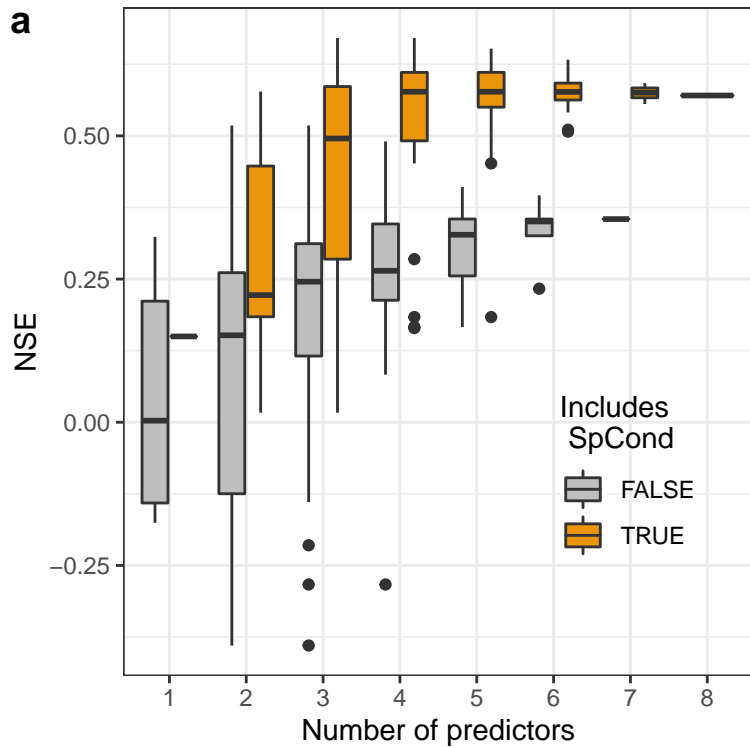 a
0.50
0.25
0.00
−0.25
NSE
Includes
SpCond
FALSE
TRUE
1 2 3 4 5 6 7 8
Number of predictors